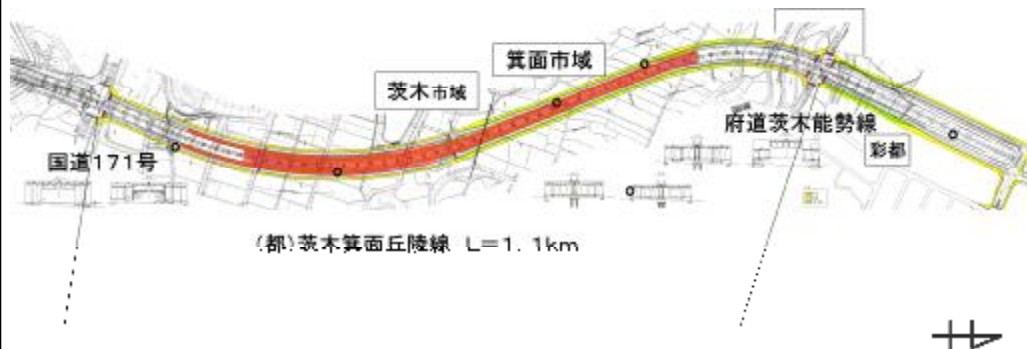 箕面市域
茨木市域
府道茨木能勢線
彩都
国道171号
(都)茨木箕面丘陵線 L=1.1km